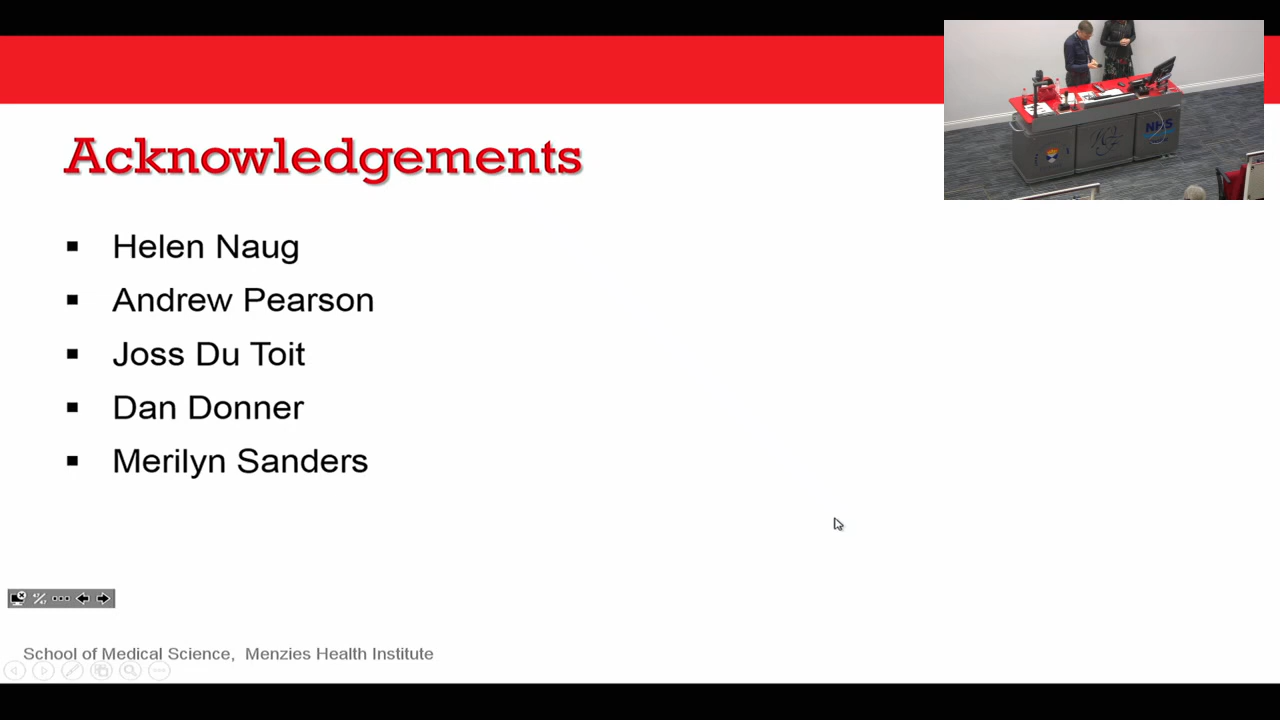 Acknowledgements
NHS
▪ Helen Naug
▪ Andrew Pearson
▪ Joss Du Toit
▪ Dan Donner
▪ Merilyn Sanders
School of Medical Science, Menzies Health Institute